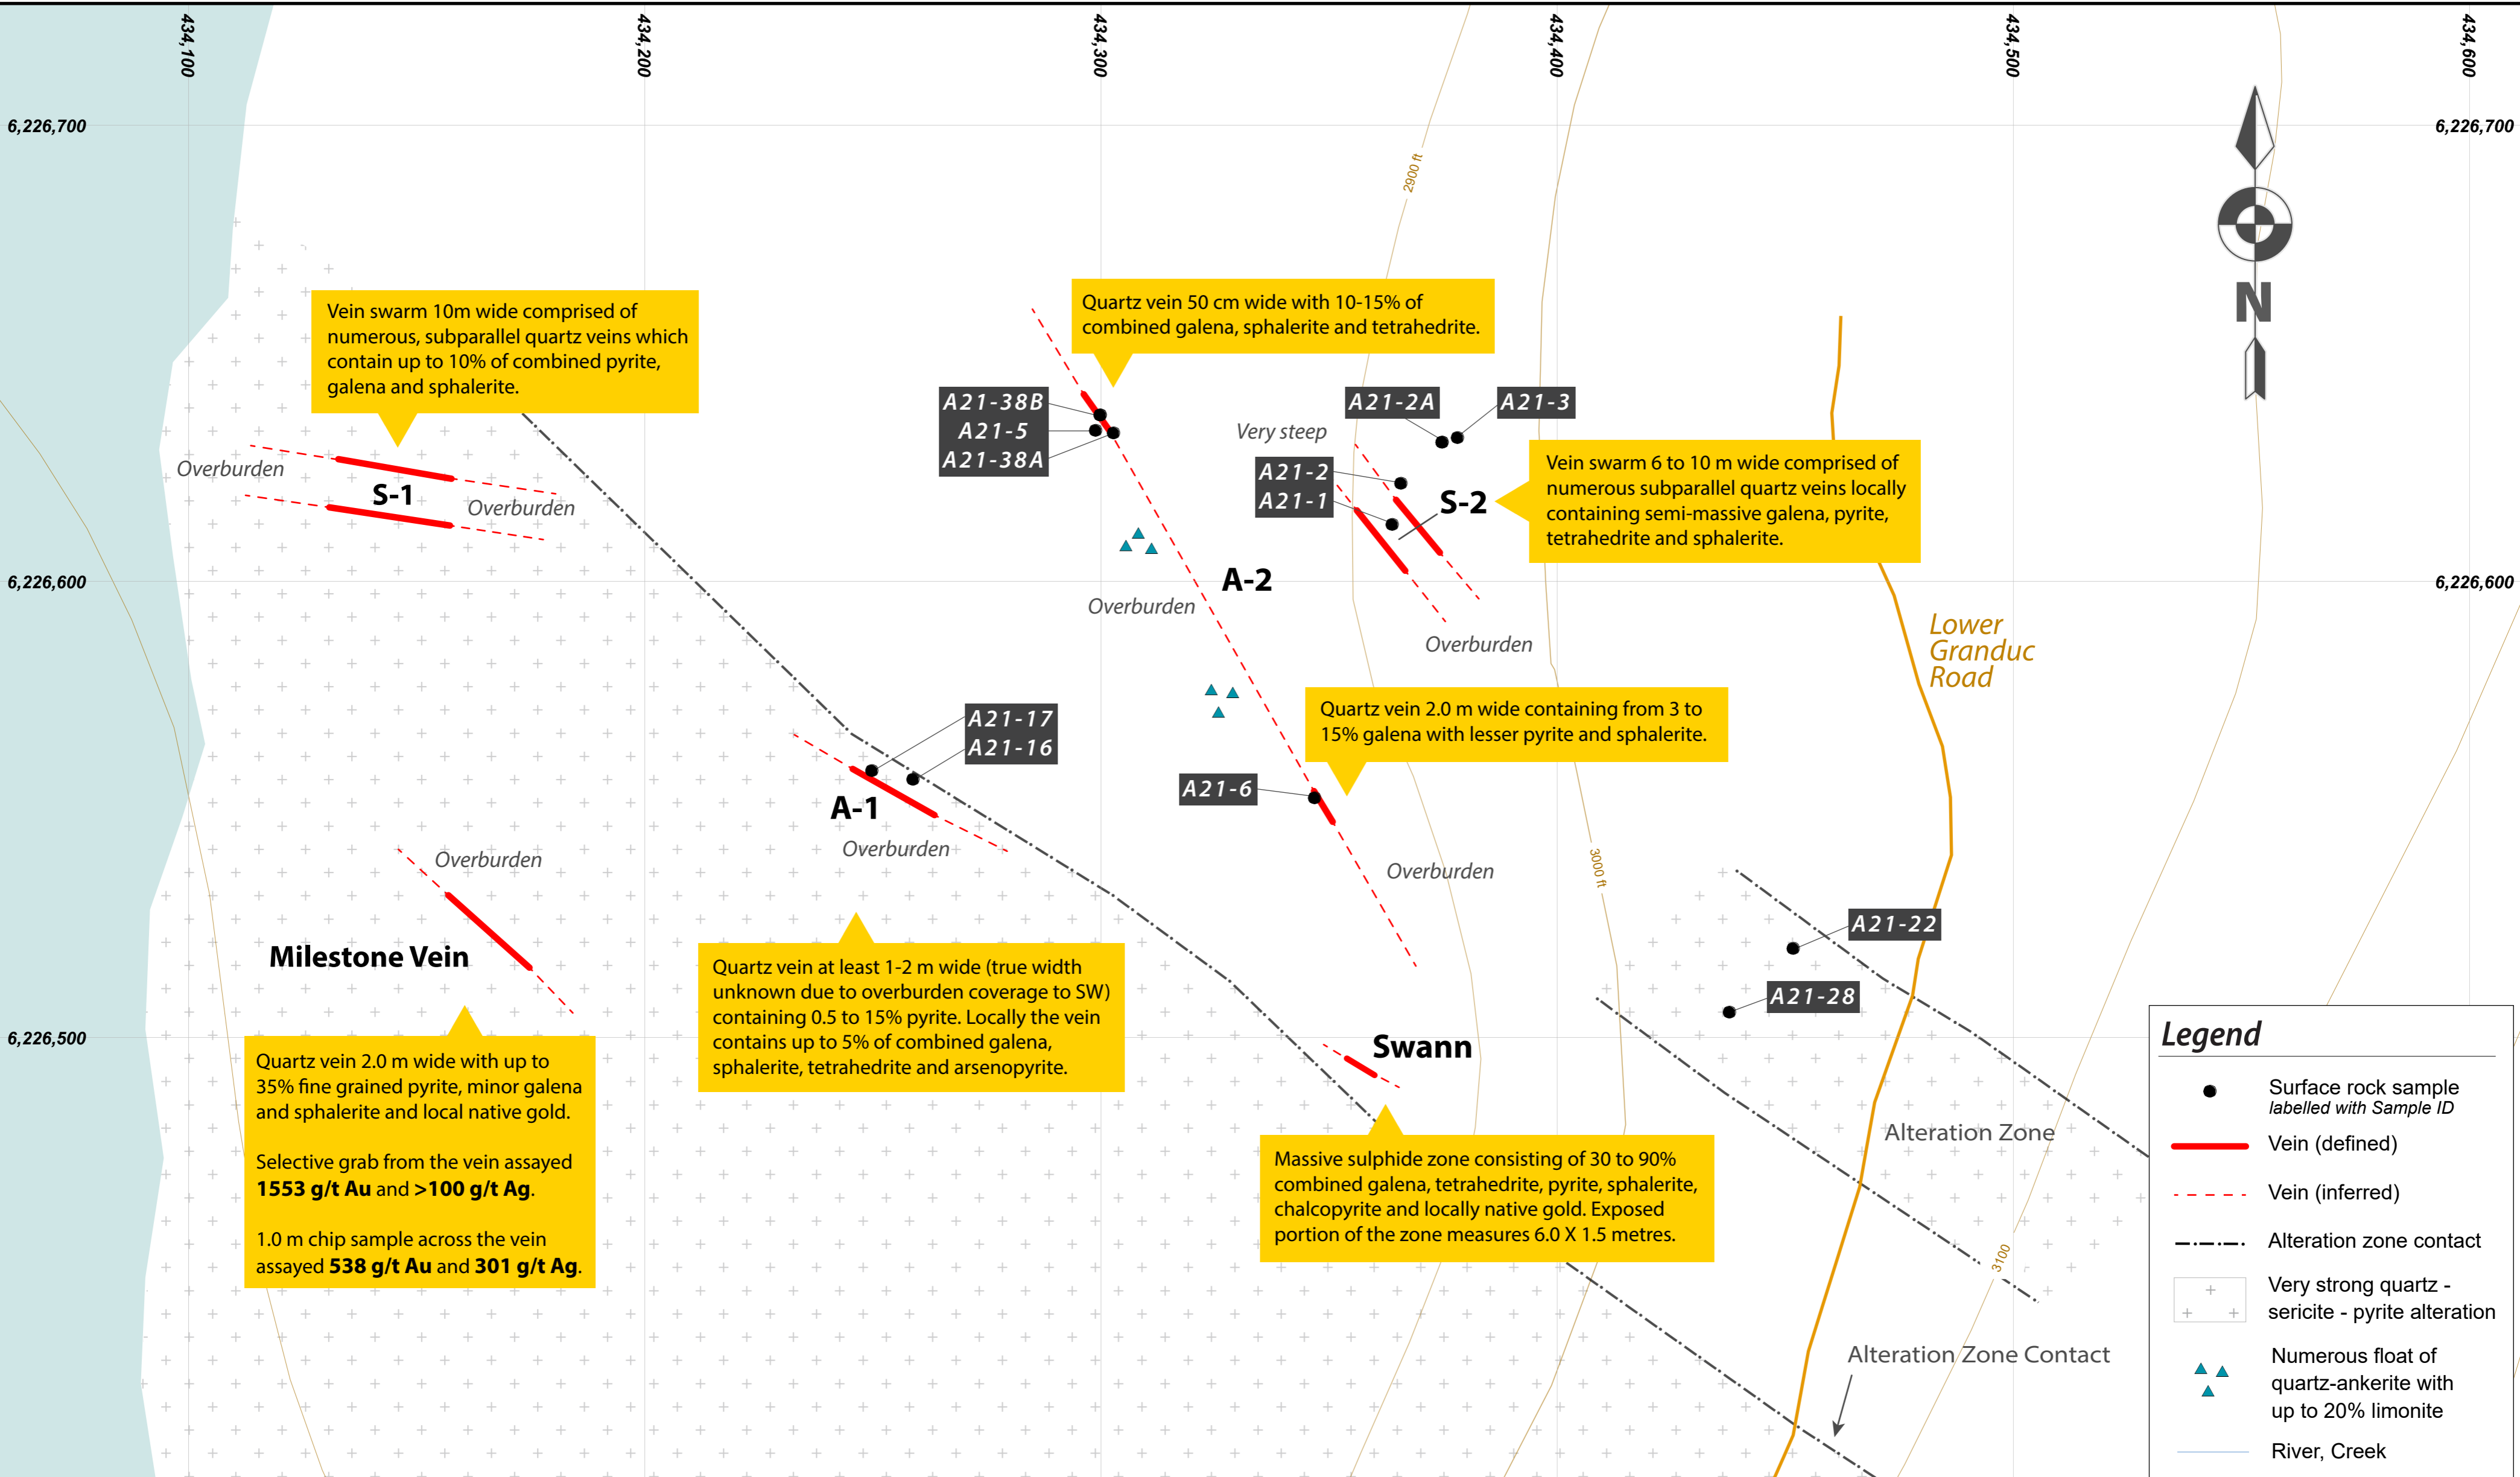 434,100
434,200
434,300
434,400
434,500
434,600
6,226,700
6,226,700
2900 ft
N
Vein swarm 10m wide comprised of
numerous, subparallel quartz veins which
contain up to 10% of combined pyrite,
galena and sphalerite.
Quartz vein 50 cm wide with 10-15% of
combined galena, sphalerite and tetrahedrite.
A21-38B
A21-5
A21-38A
A21-2A
A21-3
Very steep
A21-2
A21-1
S-2
Vein swarm 6 to 10 m wide comprised of
numerous subparallel quartz veins locally
containing semi-massive galena, pyrite,
tetrahedrite and sphalerite.
Overburden
S-1
Overburden
6,226,600
6,226,600
A-2
Overburden
Overburden
Lower
Granduc
Road
Quartz vein 2.0 m wide containing from 3 to
15% galena with lesser pyrite and sphalerite.
A21-17
A21-16
A21-6
A-1
Overburden
Overburden
Overburden
3000 ft
A21-22
A21-28
Milestone Vein
Quartz vein at least 1-2 m wide (true width
unknown due to overburden coverage to SW)
containing 0.5 to 15% pyrite. Locally the vein
contains up to 5% of combined galena,
sphalerite, tetrahedrite and arsenopyrite.
6,226,500
Quartz vein 2.0 m wide with up to
35% fine grained pyrite, minor galena
and sphalerite and local native gold.
Selective grab from the vein assayed
1553 g/t Au and >100 g/t Ag.
1.0 m chip sample across the vein
assayed 538 g/t Au and 301 g/t Ag.
Swann
Massive sulphide zone consisting of 30 to 90%
combined galena, tetrahedrite, pyrite, sphalerite,
chalcopyrite and locally native gold. Exposed
portion of the zone measures 6.0 X 1.5 metres.
Alteration Zone
3100
Alteration Zone Contact
Legend
Surface rock sample
labelled with Sample ID
Vein (defined)
Vein (inferred)
Alteration zone contact
Very strong quartz -
sericite - pyrite alteration
Numerous float of
quartz-ankerite with
up to 20% limonite
River, Creek